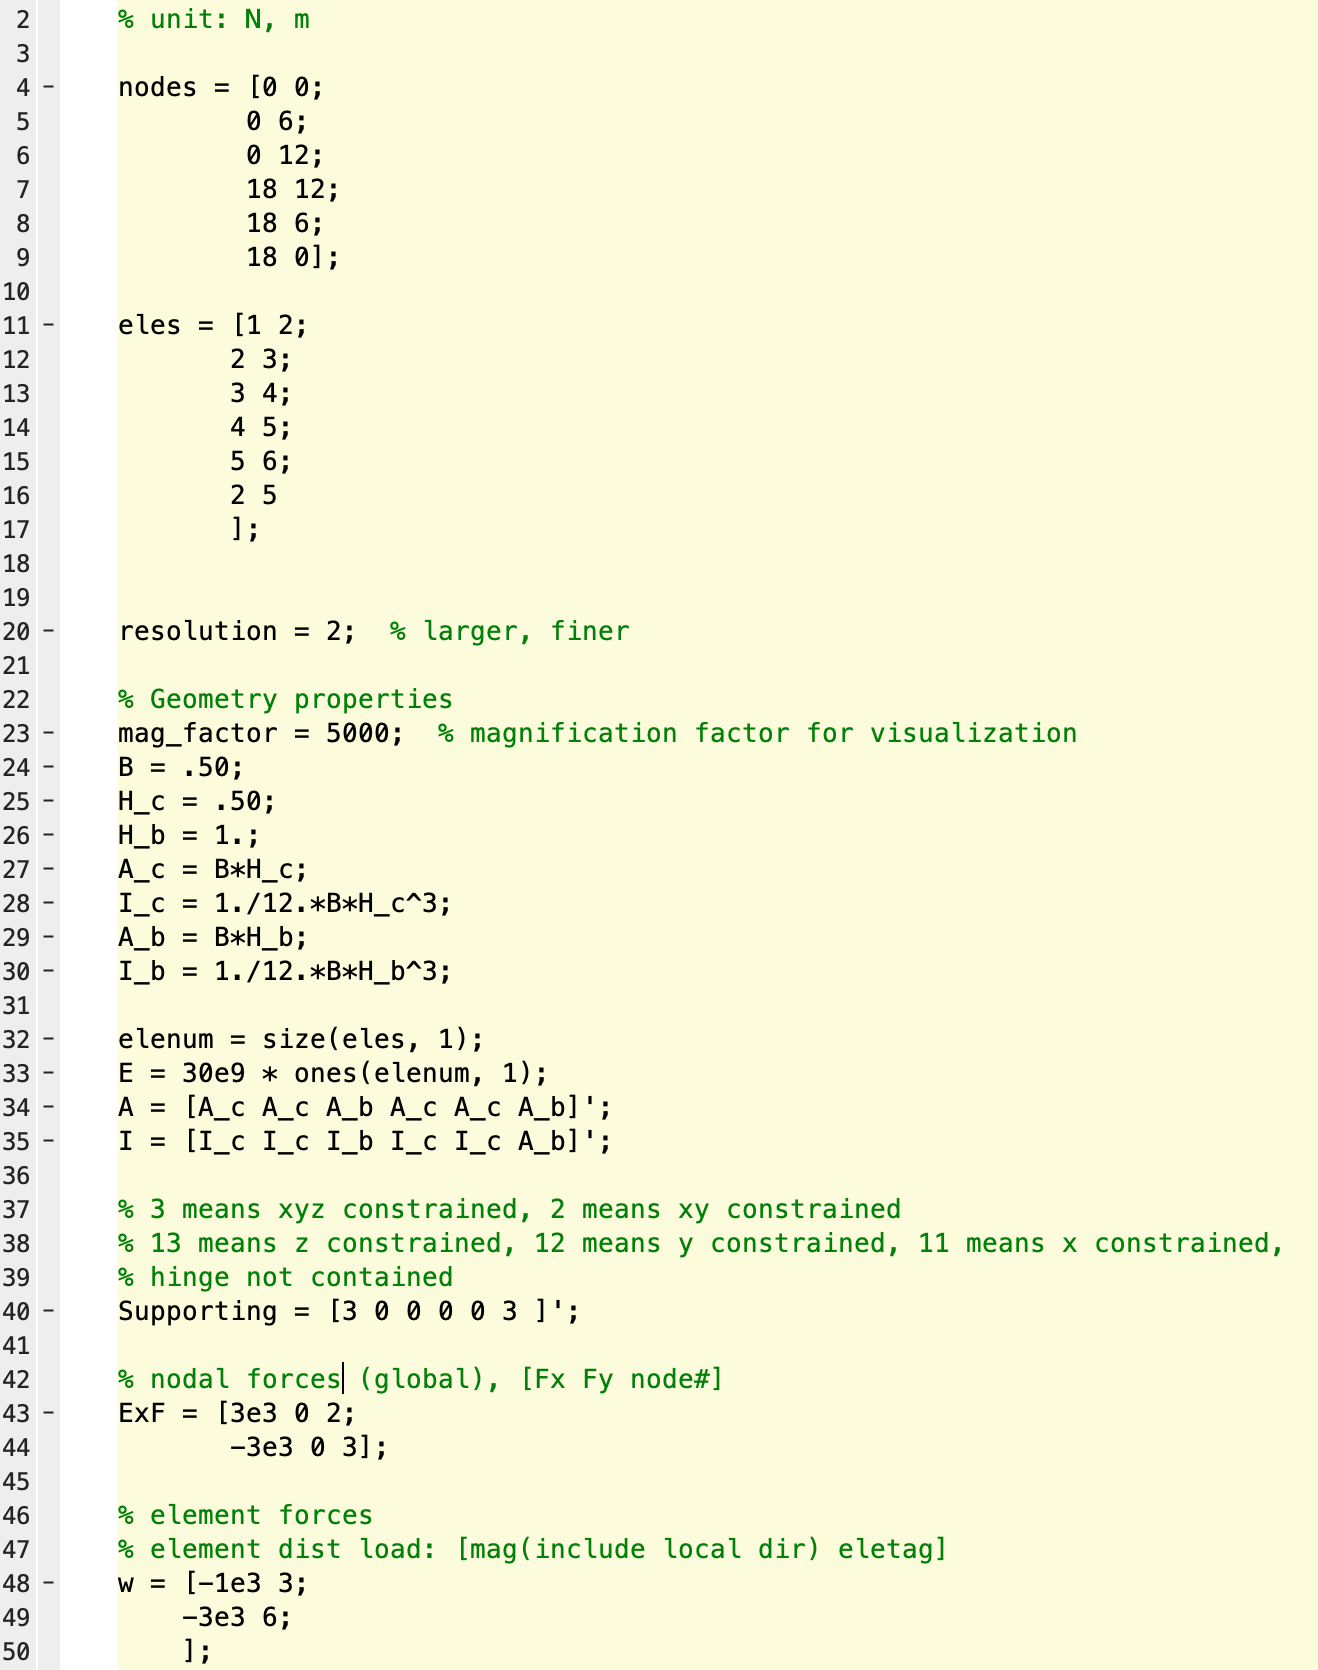 2 % unit: N, m
3
4 - nodes = [0 0;
5 0 6;
6 0 12;
7 18 12;
8 18 6;
9 18 0];
10
11 - eles = [1 2;
12 2 3;
13 3 4;
14 4 5;
15 5 6;
16 2 5
17 ];
18
19
20 - resolution = 2;  % larger, finer
21
22 % Geometry properties
23 - mag_factor = 5000;  % magnification factor for visualization
24 - B = .50;
25 - H_c = .50;
26 - H_b = 1.;
27 - A_c = B*H_c;
28 - I_c = 1./12.*B*H_c^3;
29 - A_b = B*H_b;
30 - I_b = 1./12.*B*H_b^3;
31
32 - elenum = size(eles, 1);
33 - E = 30e9 * ones(elenum, 1);
34 - A = [A_c A_c A_b A_c A_c A_b]';
35 - I = [I_c I_c I_b I_c I_c A_b]';
36
37 % 3 means xyz constrained, 2 means xy constrained
38 % 13 means z constrained, 12 means y constrained, 11 means x constrained,
39 % hinge not contained
40 - Supporting = [3 0 0 0 0 3 ]';
41
42 % nodal forces (global), [Fx Fy node#]
43 - ExF = [3e3 0 2;
44 -3e3 0 3];
45
46 % element forces
47 % element dist load: [mag(include local dir) eletag]
48 - w = [-1e3 3;
49 -3e3 6;
50 ];